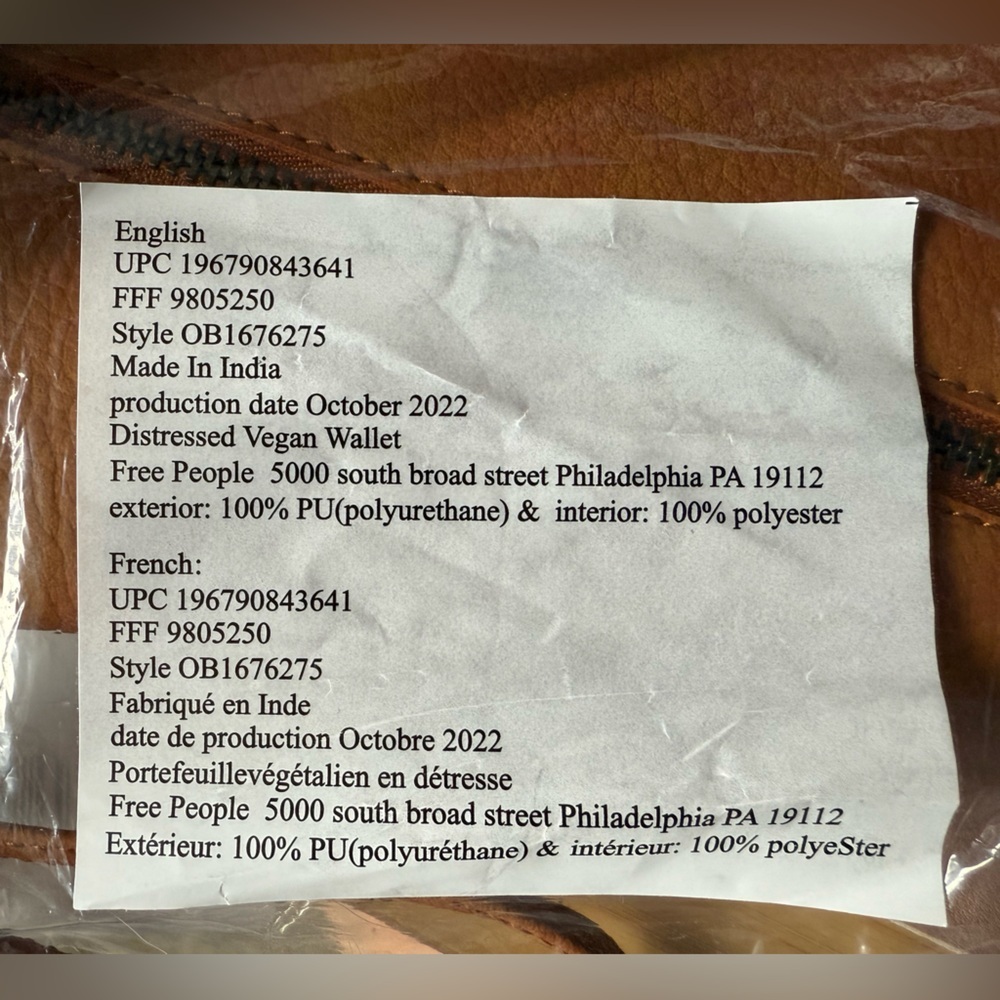 English
UPC 196790843641
FFF 9805250
Style OB1676275
Made In India
production date October 2022
Distressed Vegan Wallet
Free People 5000 south broad street Philadelphia PA 19112
exterior: 100% PU(polyurethane) & interior: 100% polyester
French:
UPC 196790843641
FFF 9805250
Style OB1676275
Fabriqué en Inde
date de production Octobre 2022
Portefeuillevégétalien en détresse
Free People 5000 south broad street Philadelphia PA 19112
Extérieur: 100% PU(polyuréthane) & intérieur: 100% polyeSter